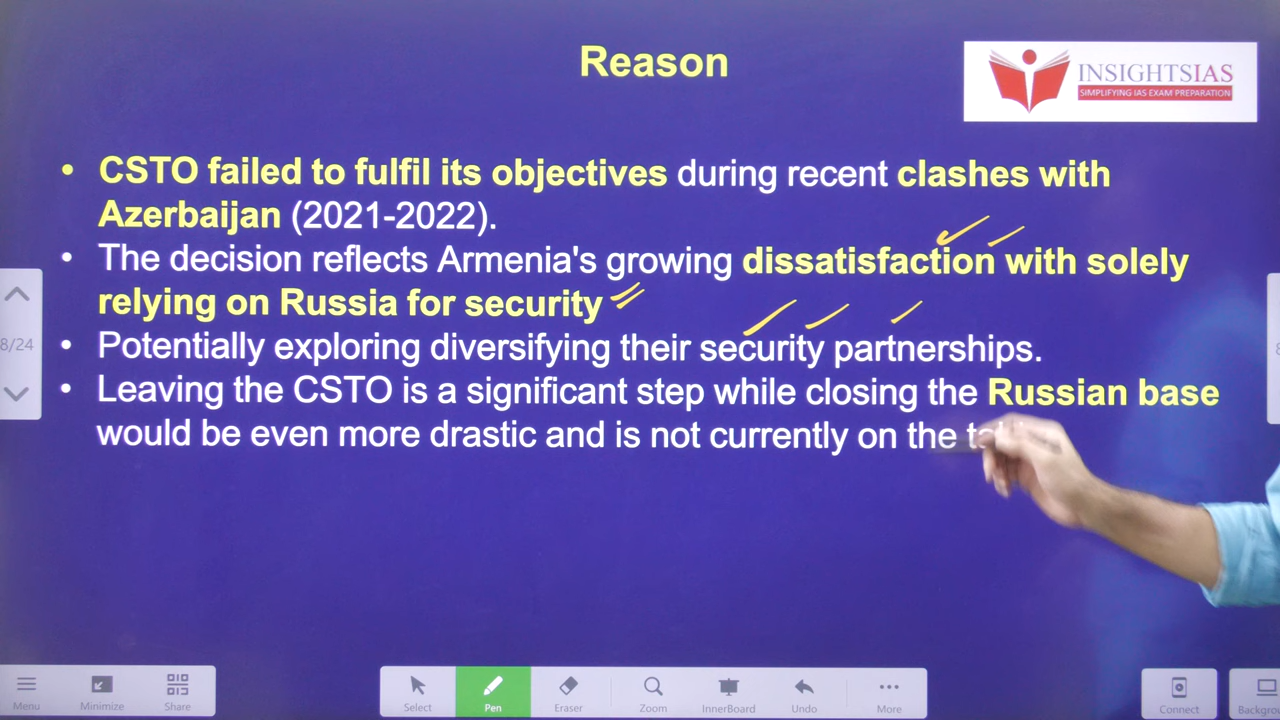 Reason
INSIGHTSIAS
SIMPLIFYING IAS EXAM PREPARATION
• CSTO failed to fulfil its objectives during recent clashes with
Azerbaijan (2021-2022).
• The decision reflects Armenia's growing dissatisfaction with solely
relying on Russia for security
8/24
• Potentially exploring diversifying their security partnerships.
• Leaving the CSTO is a significant step while closing the Russian base
would be even more drastic and is not currently on the
Menu
Minimize
Share
Select
Pen
Eraser
Zoom
InnerBoard
Undo
More
Connect